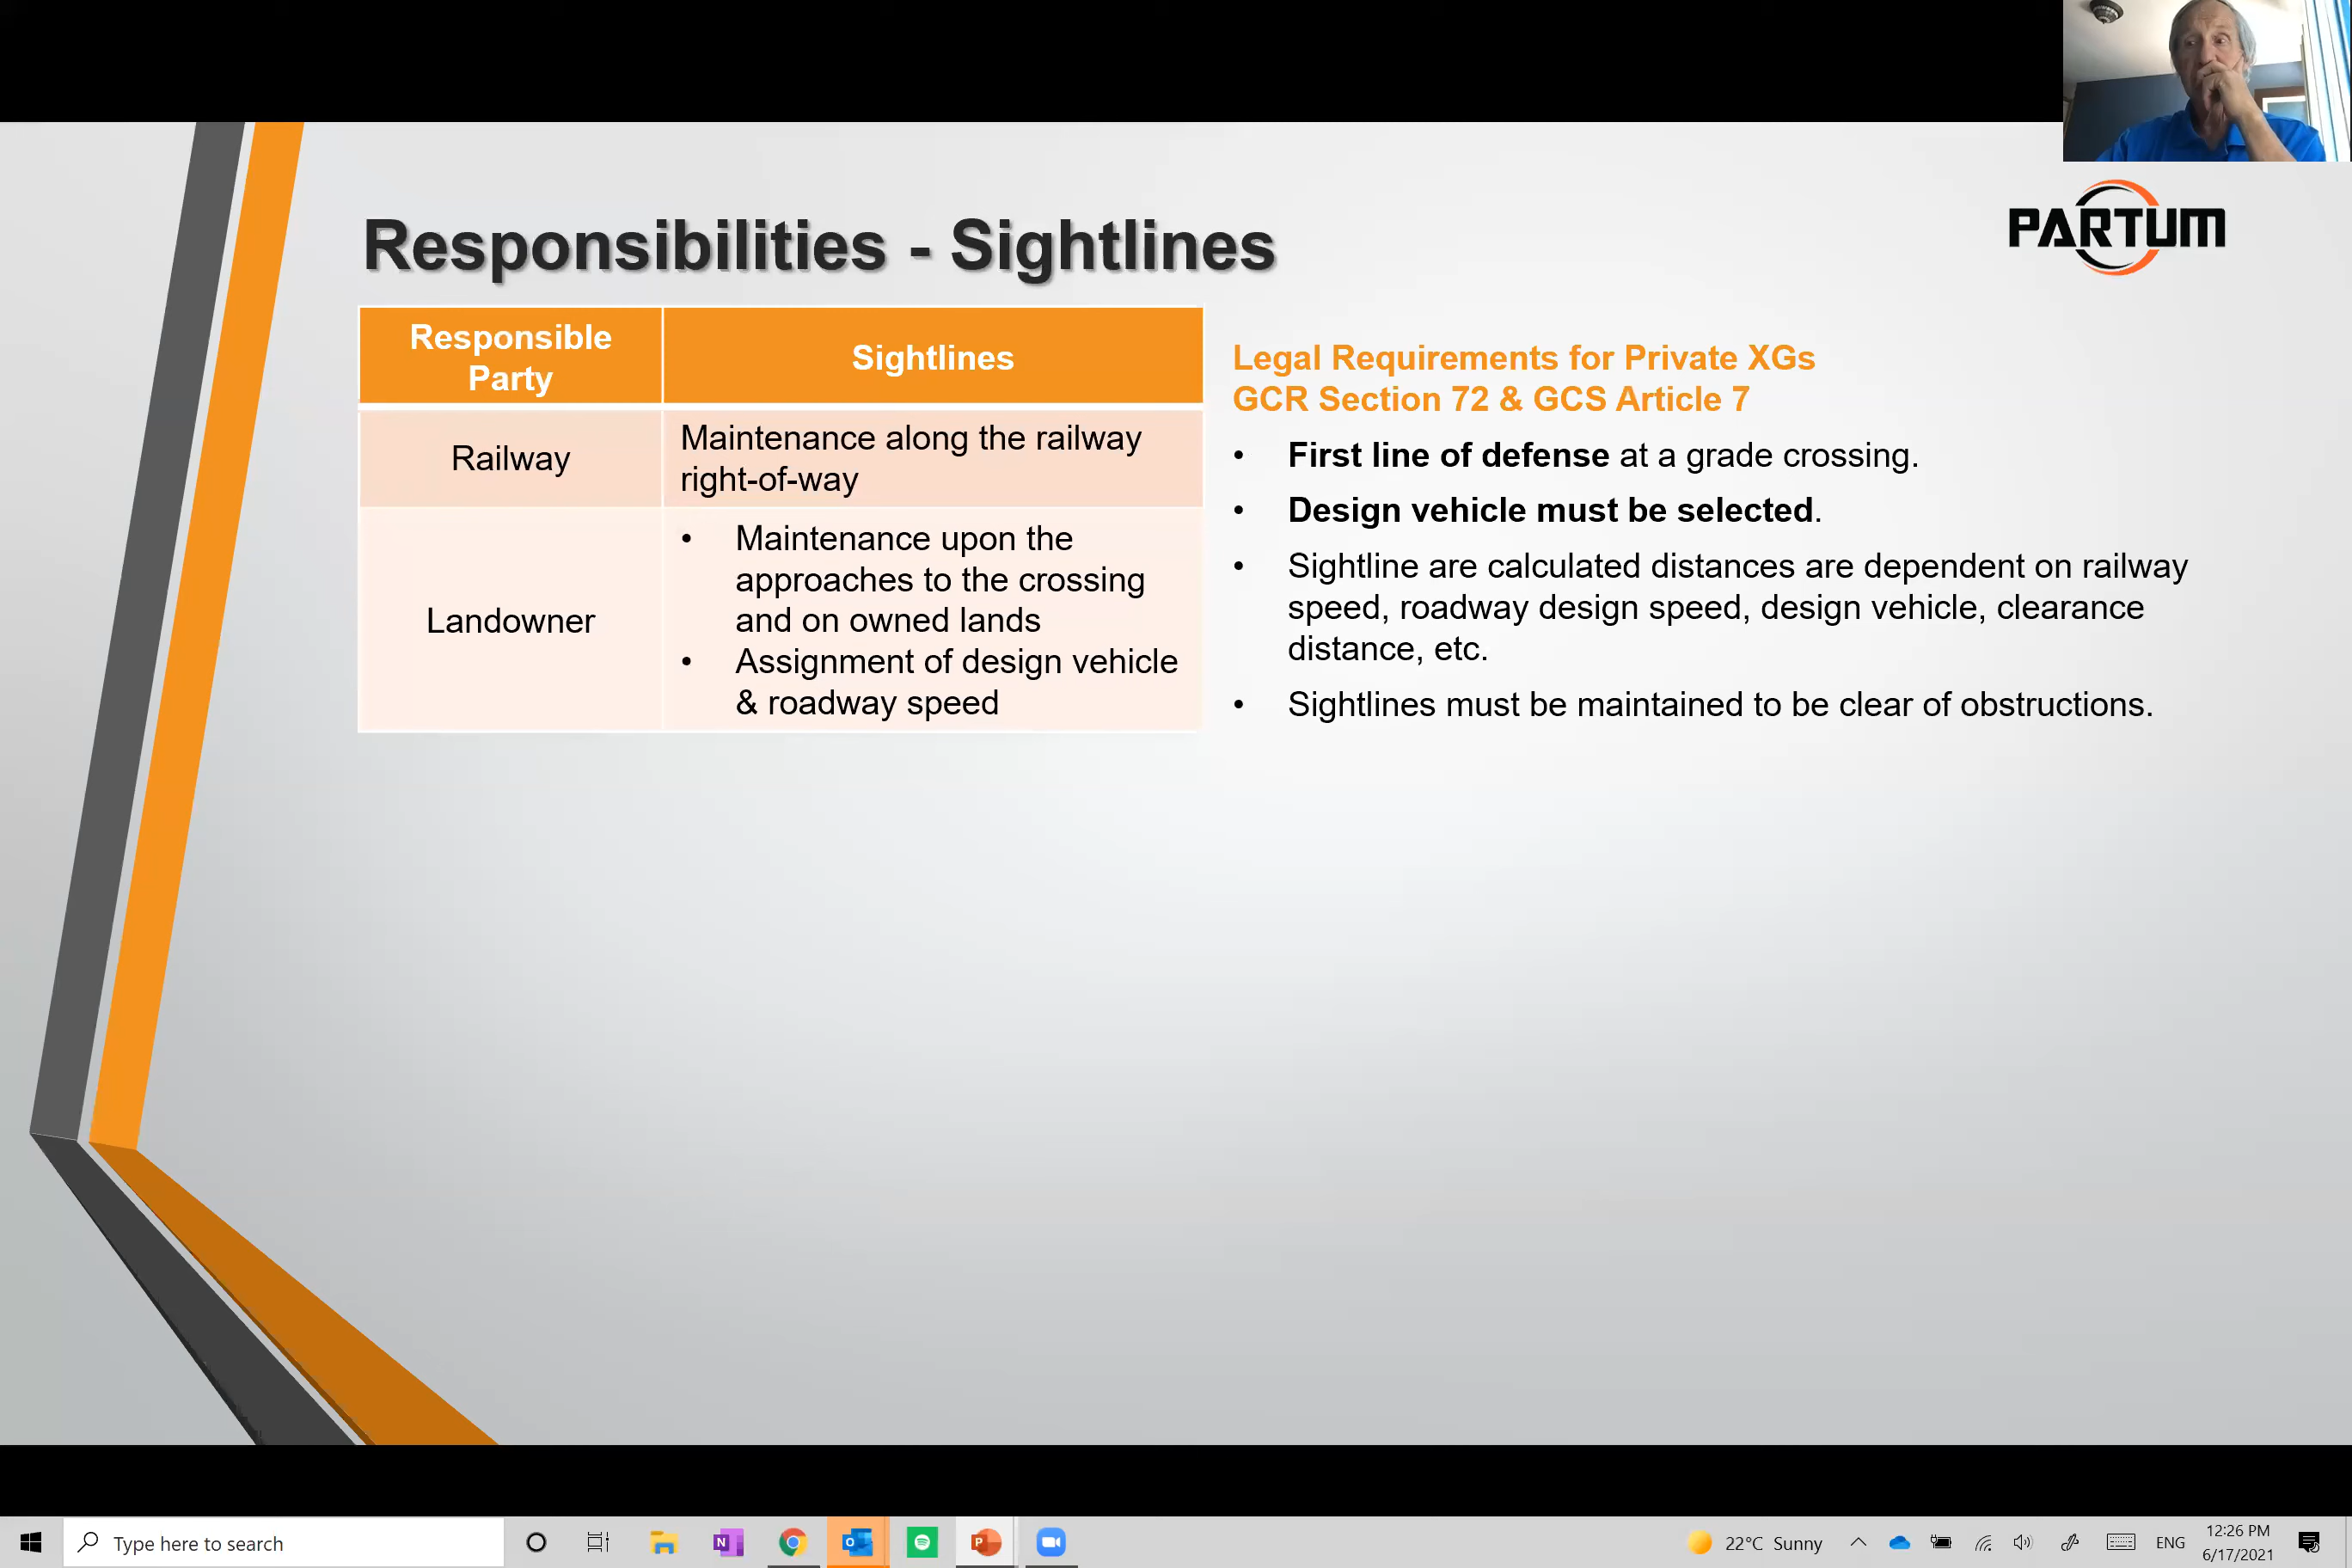 Responsibilities - Sightlines
PARTUM
Responsible
Party
Sightlines
Railway
Maintenance along the railway
right-of-way
Landowner
• Maintenance upon the
approaches to the crossing
and on owned lands
• Assignment of design vehicle
& roadway speed
Legal Requirements for Private XGs
GCR Section 72 & GCS Article 7
• First line of defense at a grade crossing.
• Design vehicle must be selected.
• Sightline are calculated distances are dependent on railway
speed, roadway design speed, design vehicle, clearance
distance, etc.
• Sightlines must be maintained to be clear of obstructions.
Type here to search
N
O
P
22°C Sunny
ENG
12:26 PM
6/17/2021